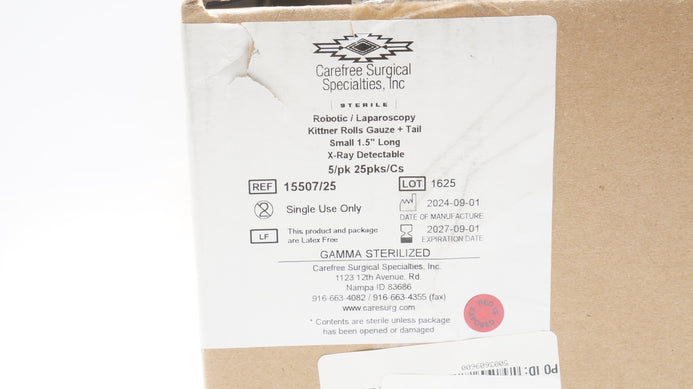 Carefree Surgical
Specialties, Inc
STERILE
Robotic / Laparoscopy
Kittner Rolls Gauze + Tail
Small 1.5" Long
X-Ray Detectable
5/pk 25pks/Cs
REF 15507/25
LOT 1625
Single Use Only
2024-09-01
DATE OF MANUFACTURE
LF This product and package
are Latex Free
2027-09-01
EXPIRATION DATE
GAMMA STERILIZED
Carefree Surgical Specialties, Inc.
1123 12th Avenue, Rd.
Nampa ID 83686
916-663-4082 / 916-663-4355 (fax)
www.caresurg.com
* Contents are sterile unless package
has been opened or damaged
PO ID:
5003609600